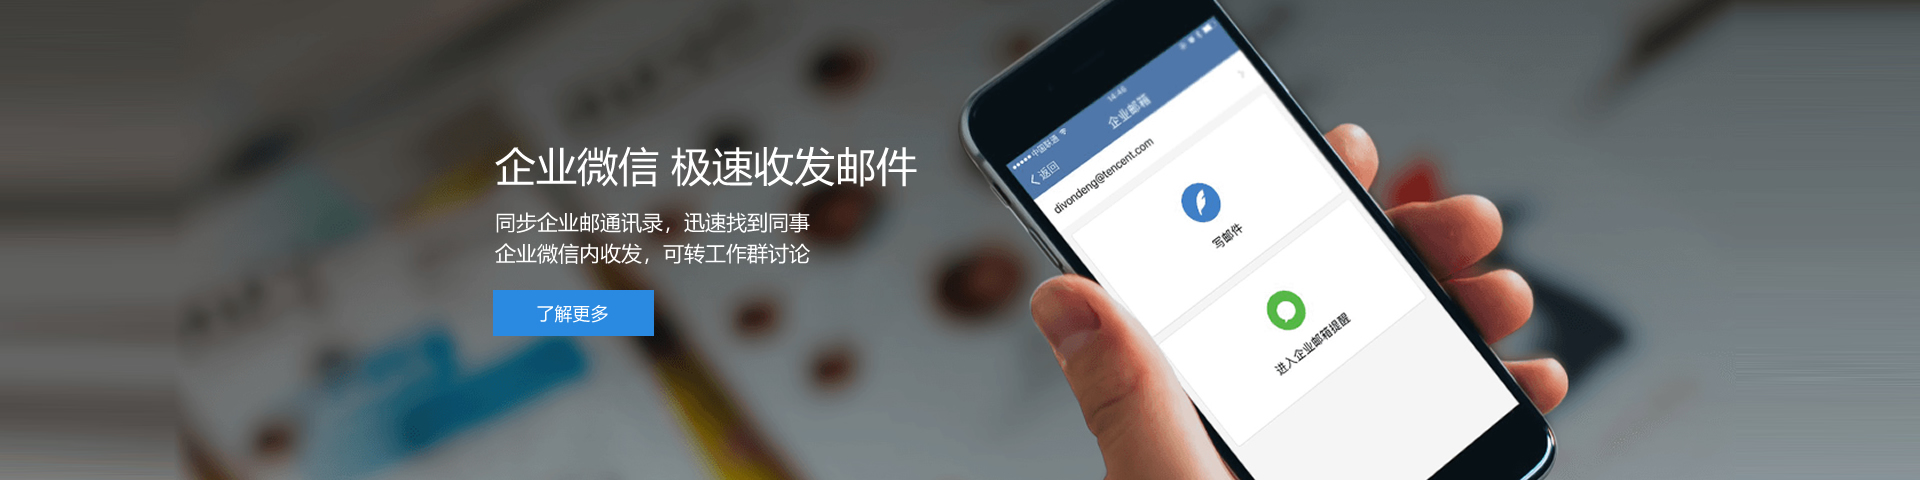 企业微信 极速收发邮件
同步企业邮通讯录，迅速找到同事
企业微信内收发，可转工作群讨论
了解更多
中国联通
14:46
返回
企业邮箱
divondeng@tencent.com
写邮件
进入企业邮箱提醒